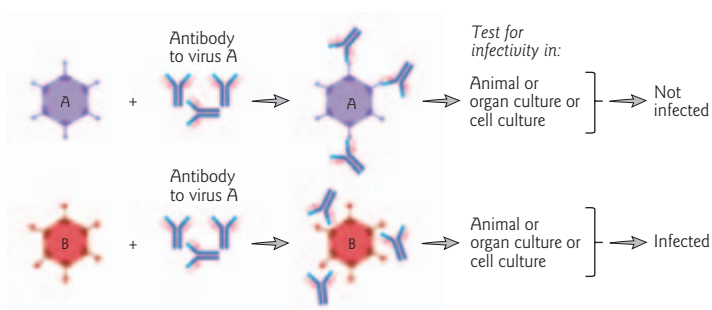 Antibody
to virus A
Test for
infectivity in:
A
+
A
Animal or
organ culture or
cell culture
Not
infected
Antibody
to virus A
B
+
B
Animal or
organ culture or
cell culture
Infected